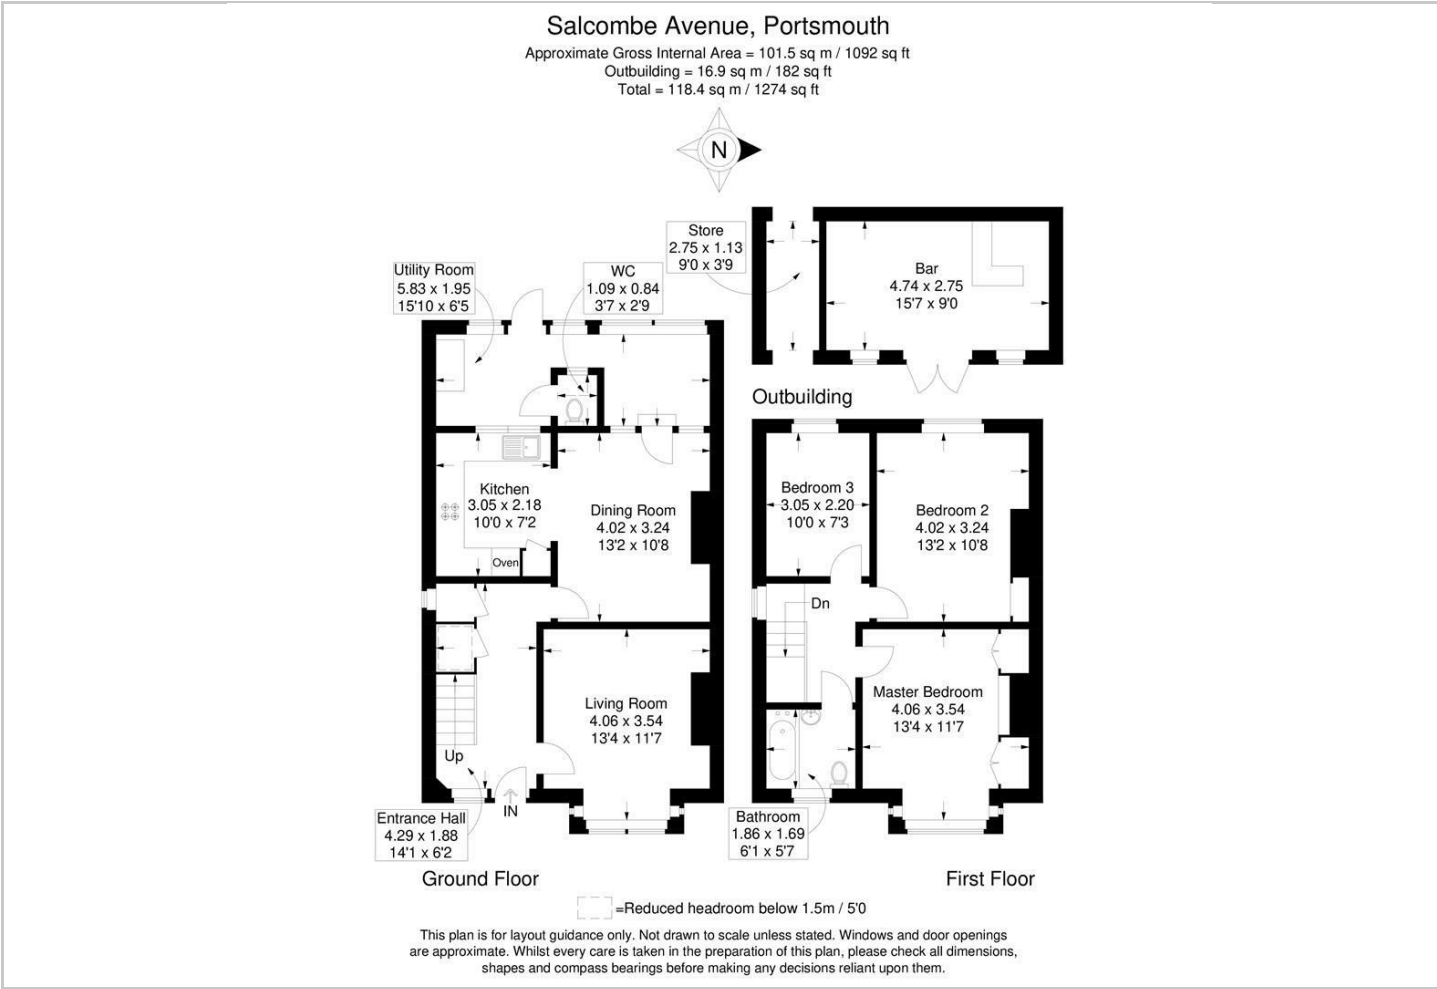 Salcombe Avenue, Portsmouth
Approximate Gross Internal Area = 101.5 sq m / 1092 sq ft
Outbuilding = 16.9 sq m / 182 sq ft
Total = 118.4 sq m / 1274 sq ft
N
Store
2.75 x 1.13
9'0 x 3'9
Bar
4.74 x 2.75
15'7 x 9'0
Utility Room
5.83 x 1.95
15'10 x 6'5
WC
1.09 x 0.84
3'7 x 2'9
Outbuilding
Kitchen
3.05 x 2.18
10'0 x 7'2
Oven
Dining Room
4.02 x 3.24
13'2 x 10'8
Bedroom 3
3.05 x 2.20
10'0 x 7'3
Bedroom 2
4.02 x 3.24
13'2 x 10'8
Dn
Living Room
4.06 x 3.54
13'4 x 11'7
Master Bedroom
4.06 x 3.54
13'4 x 11'7
Up
IN
Entrance Hall
4.29 x 1.88
14'1 x 6'2
Bathroom
1.86 x 1.69
6'1 x 5'7
Ground Floor
First Floor
=Reduced headroom below 1.5m / 5'0
This plan is for layout guidance only. Not drawn to scale unless stated. Windows and door openings
are approximate. Whilst every care is taken in the preparation of this plan, please check all dimensions,
shapes and compass bearings before making any decisions reliant upon them.